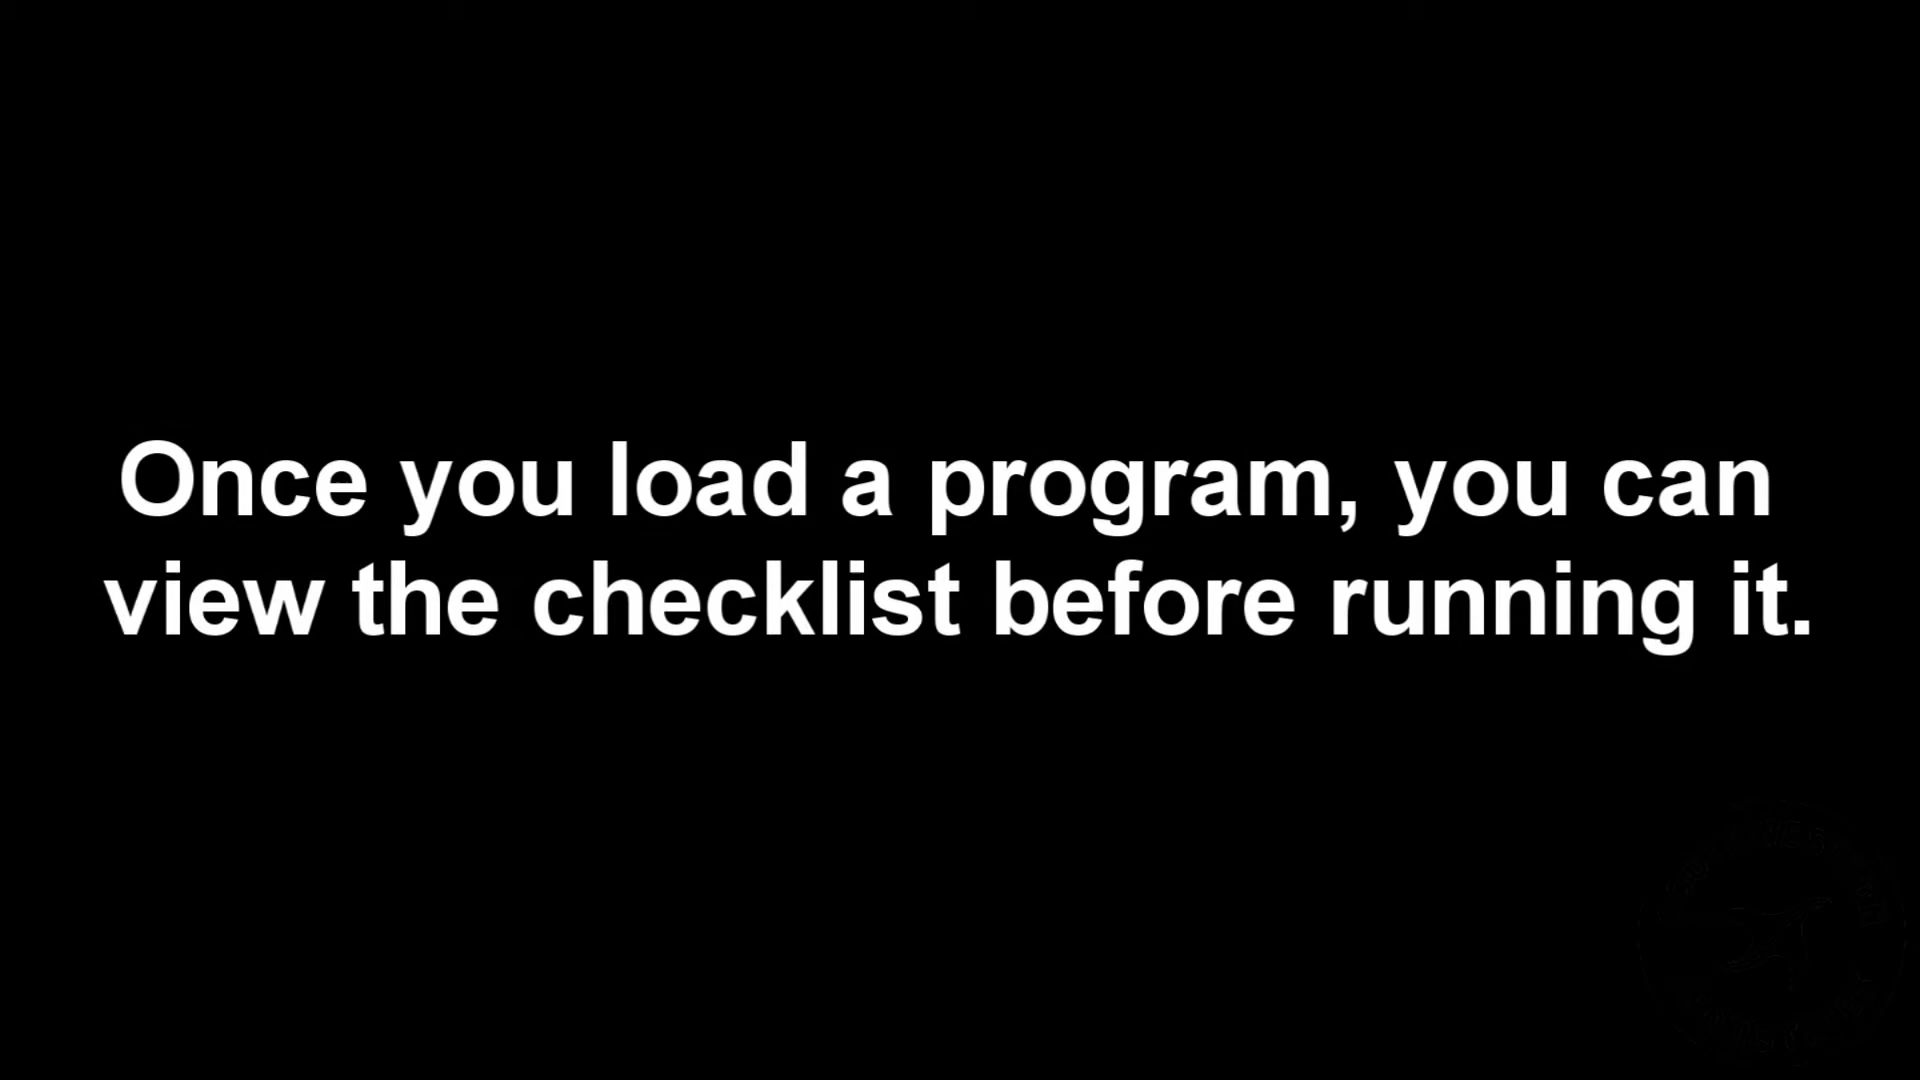 Once you load a program, you can
view the checklist before running it.